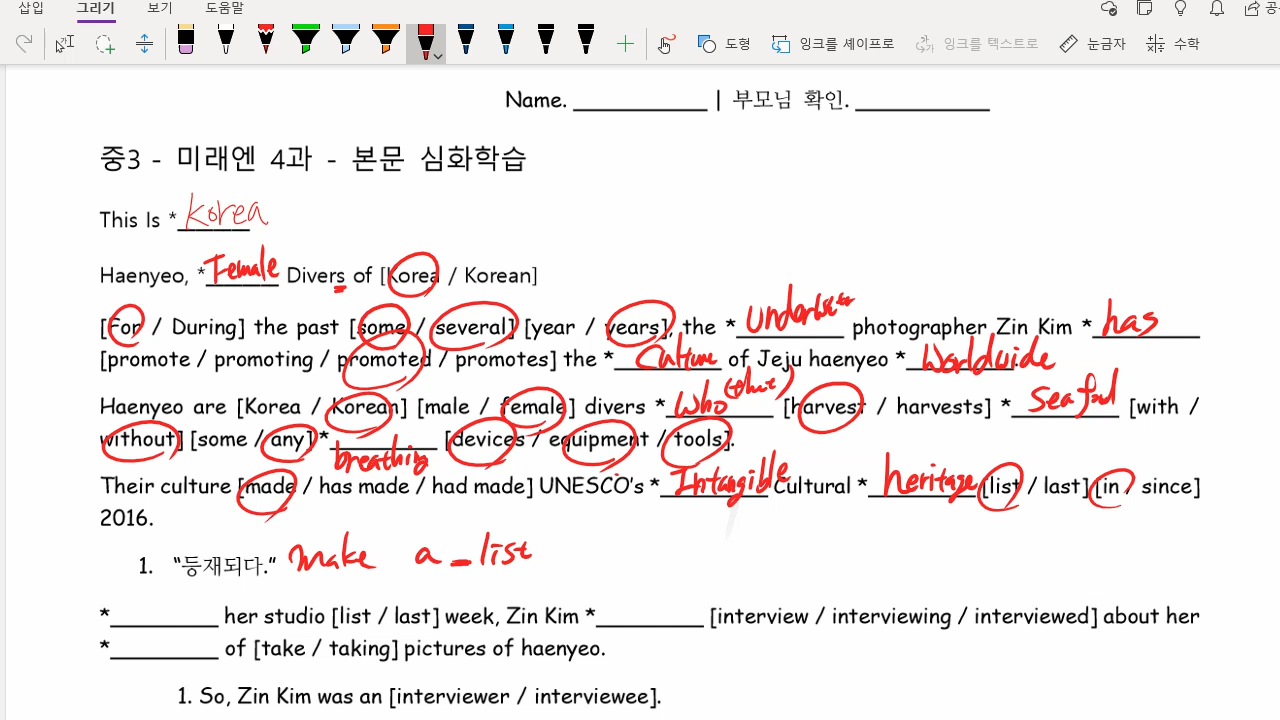 삽입 그리기 보기 도움말
도형 잉크를 셰이프로 잉크를 텍스트로 눈금자 수학
Name. ____________ | 부모님 확인. ____________
중3 - 미래엔 4과 - 본문 심화학습
This Is * Korea
Haenyeo, * Female Divers of [Korea / Korean]
[For / During] the past [some / several] [year / years], the * underwater photographer Zin Kim * has
[promote / promoting / promoted / promotes] the * culture of Jeju haenyeo * worldwide.
Haenyeo are [Korea / Korean] [male / female] divers * who (that) [harvest / harvests] * seafood [with /
without] [some / any] * breathing [devices / equipment / tools].
Their culture [made / has made / had made] UNESCO's * Intangible Cultural * heritage [list / last] [in / since]
2016.
1. "등재되다." make a _ list
*__________ her studio [list / last] week, Zin Kim *__________ [interview / interviewing / interviewed] about her
*__________ of [take / taking] pictures of haenyeo.
1. So, Zin Kim was an [interviewer / interviewee].